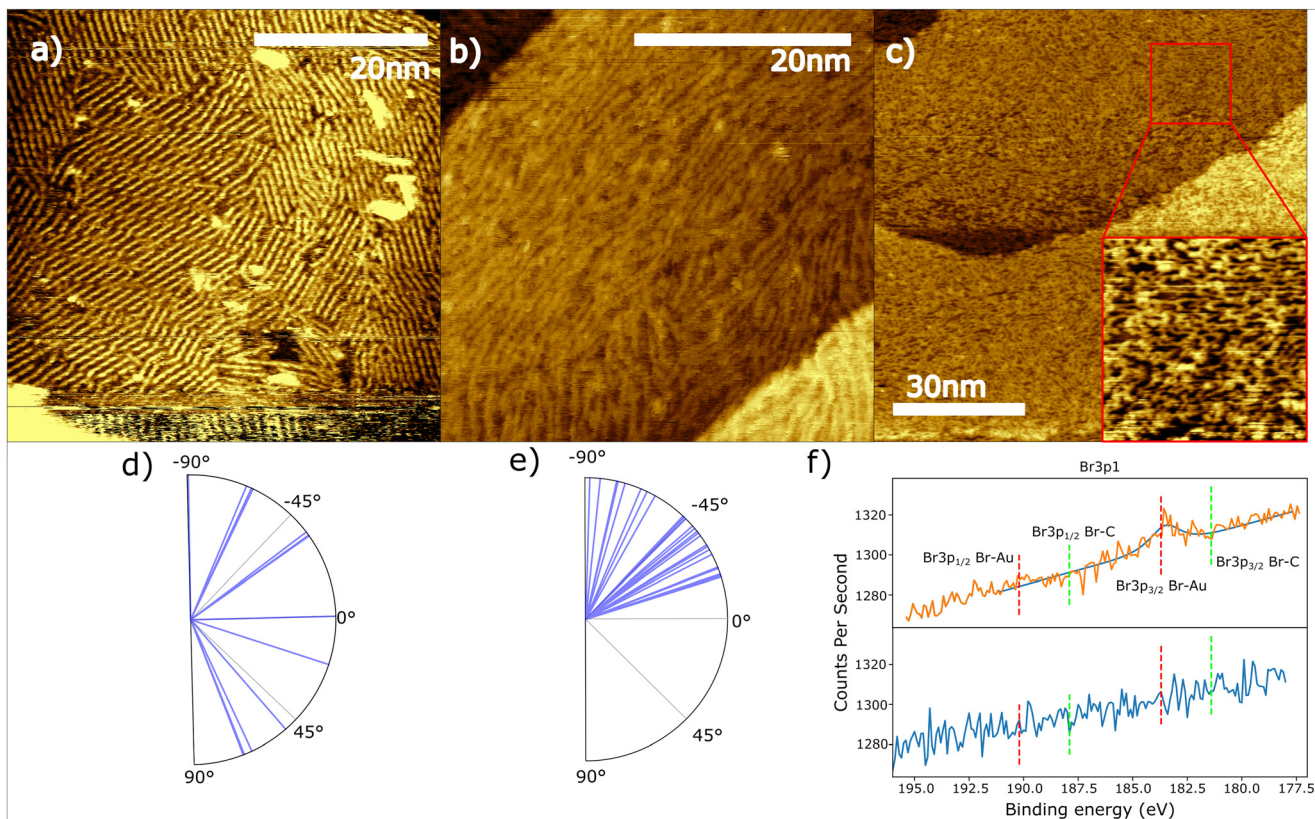 a)
20nm
b)
20nm
c)
30nm
d)
-90°
-45°
0°
45°
90°
e)
-90°
-45°
0°
45°
90°
f)
Br3p1
1320
1300
1280
Br3p₁/₂ Br-Au
Br3p₁/₂ Br-C
Br3p₃/₂ Br-Au
Br3p₃/₂ Br-C
Counts Per Second
1320
1300
1280
195.0
192.5
190.0
187.5
185.0
182.5
180.0
177.5
Binding energy (eV)